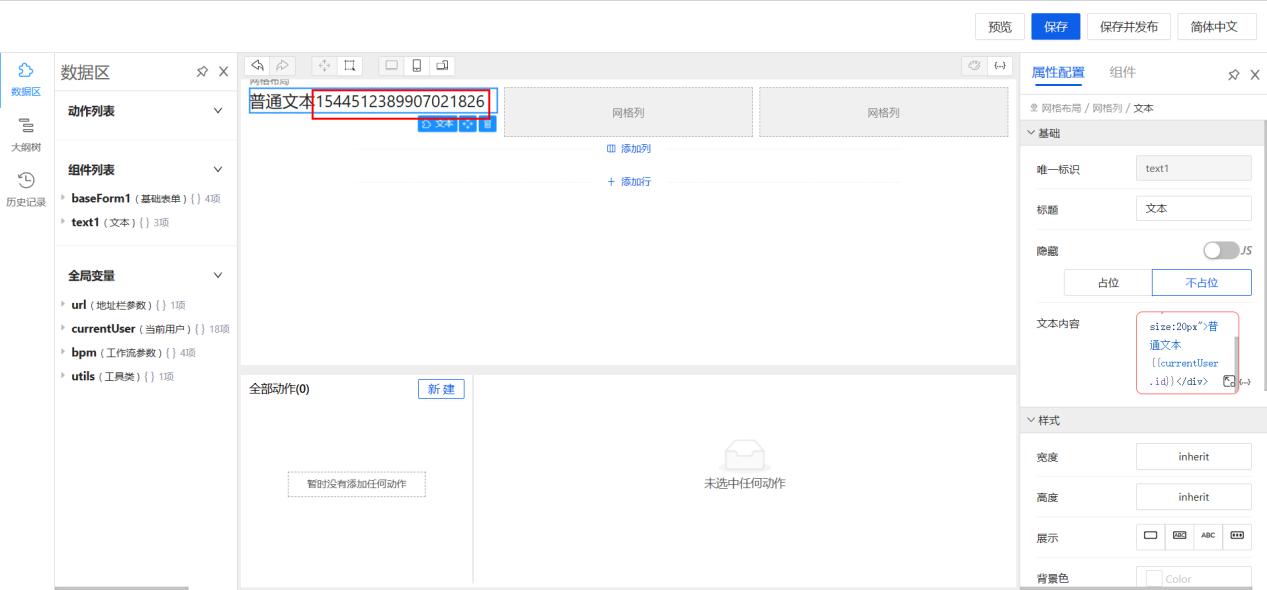 预览
保存
保存并发布
简体中文
数据区
大纲树
历史记录
数据区
动作列表
组件列表
baseForm1（基础表单）{ } 4项
text1（文本）{ } 3项
全局变量
url（地址栏参数）{ } 1项
currentUser（当前用户）{ } 18项
bpm（工作流参数）{ } 4项
utils（工具类）{ } 1项
网格布局
普通文本1544512389907021826
文本
网格列
网格列
添加列
+ 添加行
全部动作(0)
新 建
暂时没有添加任何动作
未选中任何动作
属性配置
组件
网格布局 / 网格列 / 文本
基础
唯一标识
text1
标题
文本
隐藏
JS
占位
不占位
文本内容
size:20px">普
通文本
{{currentUser
.id}}</div>
样式
宽度
inherit
高度
inherit
展示
ABC
ABC
背景色
Color